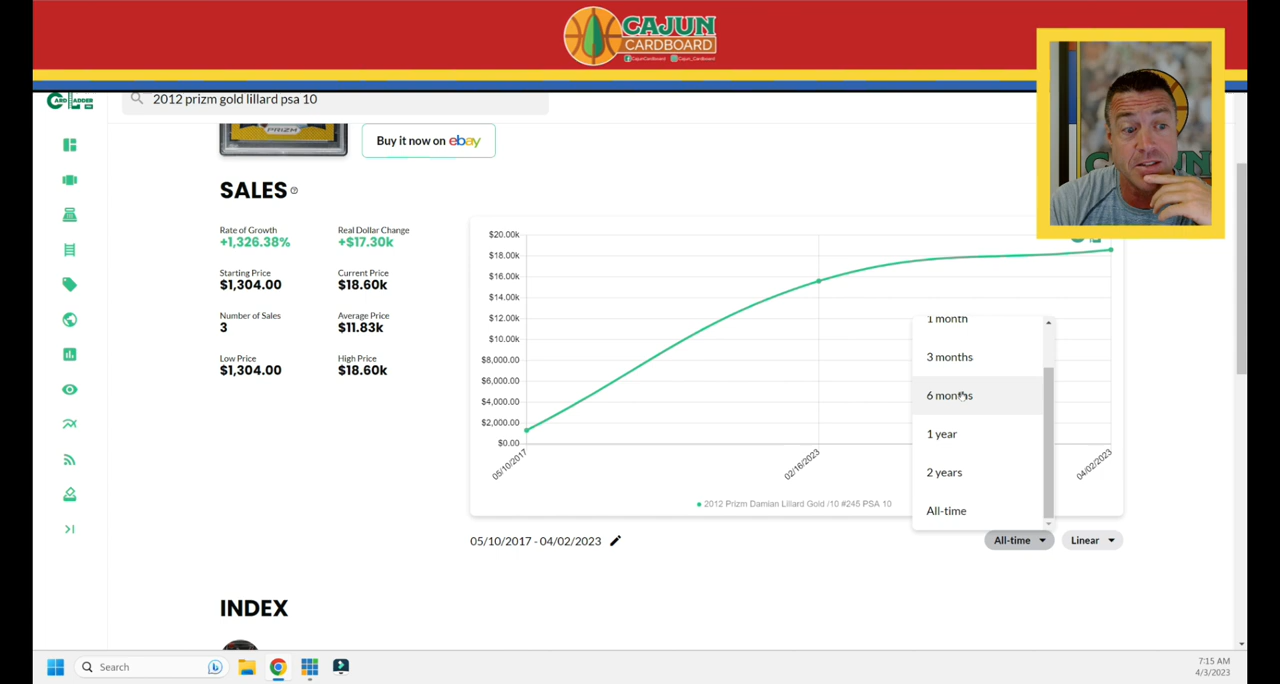 CAJUN
CARDBOARD
CajunCardboard Cajun_Cardboard
CARD LADDER
2012 prizm gold lillard psa 10
PRIZM
Buy it now on ebay
SALES
Rate of Growth
+1,326.38%
Real Dollar Change
+$17.30k
Starting Price
$1,304.00
Current Price
$18.60k
Number of Sales
3
Average Price
$11.83k
Low Price
$1,304.00
High Price
$18.60k
$20.00k
$18.00k
$16.00k
$14.00k
$12.00k
$10.00k
$8,000.00
$6,000.00
$4,000.00
$2,000.00
$0.00
05/10/2017
02/16/2023
04/02/2023
2012 Prizm Damian Lillard Gold /10 #245 PSA 10
1 month
3 months
6 months
1 year
2 years
All-time
05/10/2017 - 04/02/2023
All-time
Linear
INDEX
Search
7:15 AM
4/3/2023
CAJUN